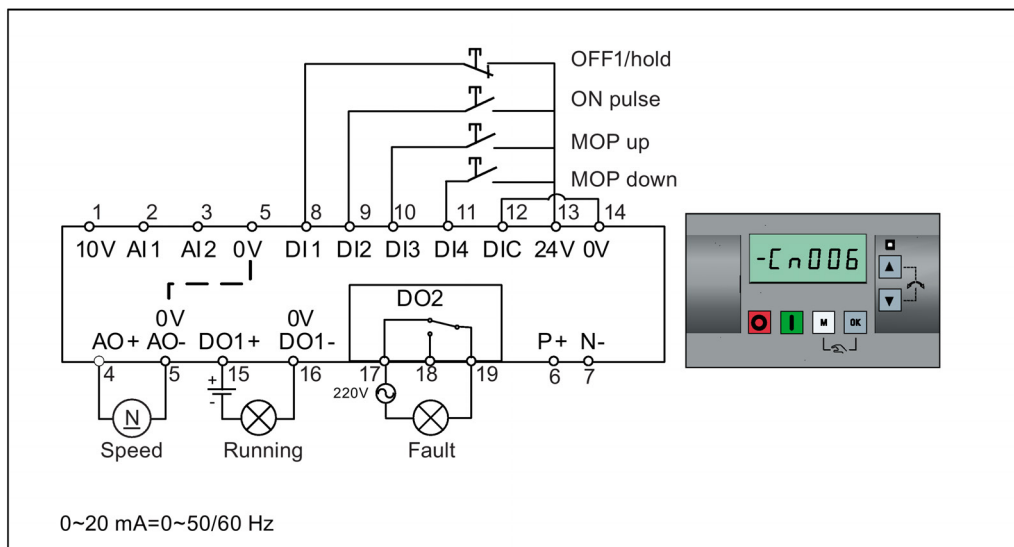 OFF1/hold
ON pulse
MOP up
MOP down
1 2 3 5 8 9 10 11 12 13 14
10V AI1 AI2 0V DI1 DI2 DI3 DI4 DIC 24V 0V
-Cn006
DO2
0V 0V
AO+ AO- DO1+ DO1- P+ N-
M OK
4 5 15 16 17 18 19 6 7
+
-
220V
N
Speed Running Fault
0~20 mA=0~50/60 Hz